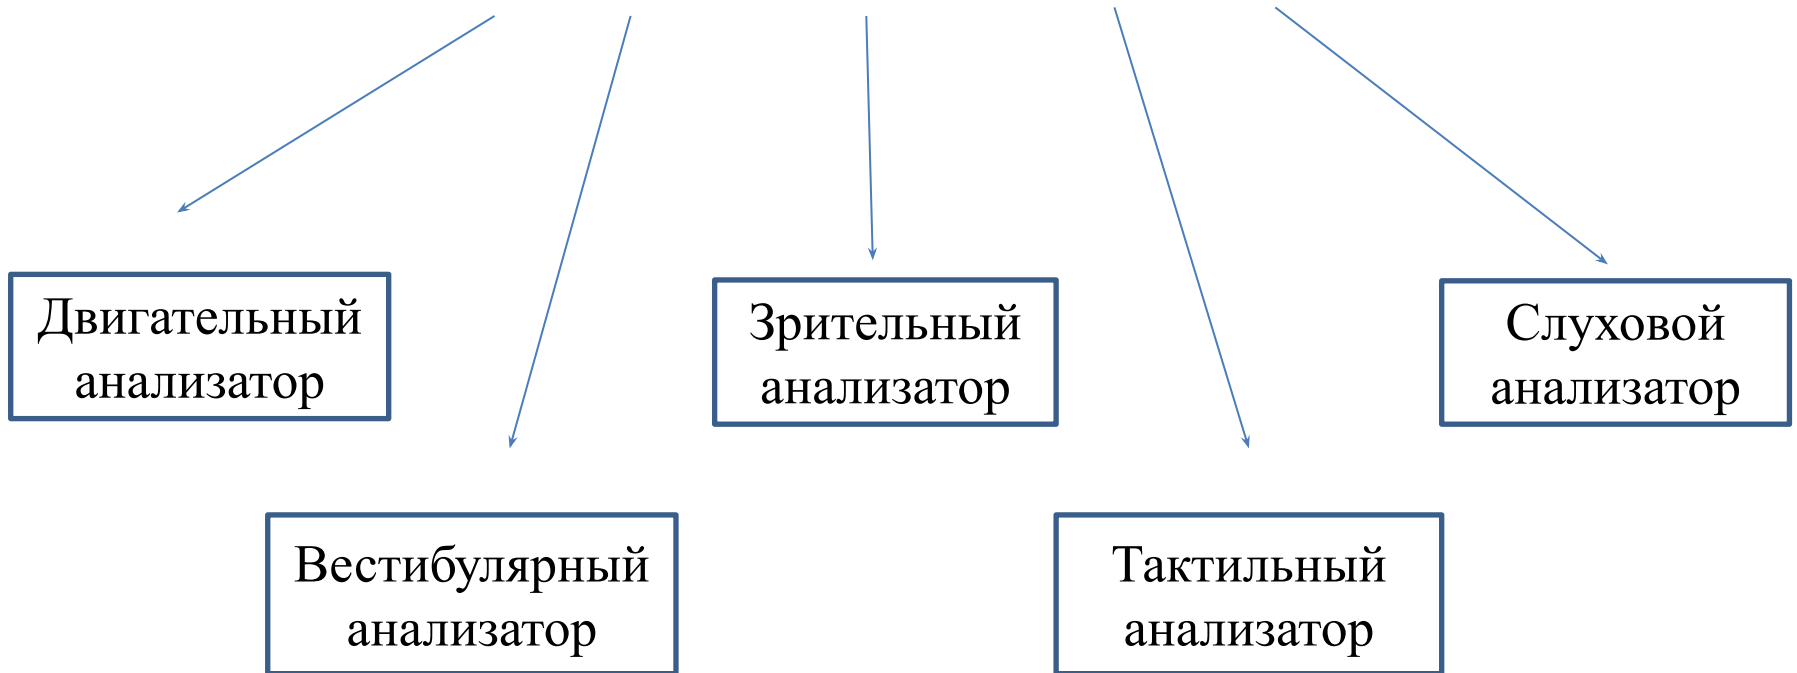 Двигательный
анализатор
Зрительный
анализатор
Слуховой
анализатор
Вестибулярный
анализатор
Тактильный
анализатор